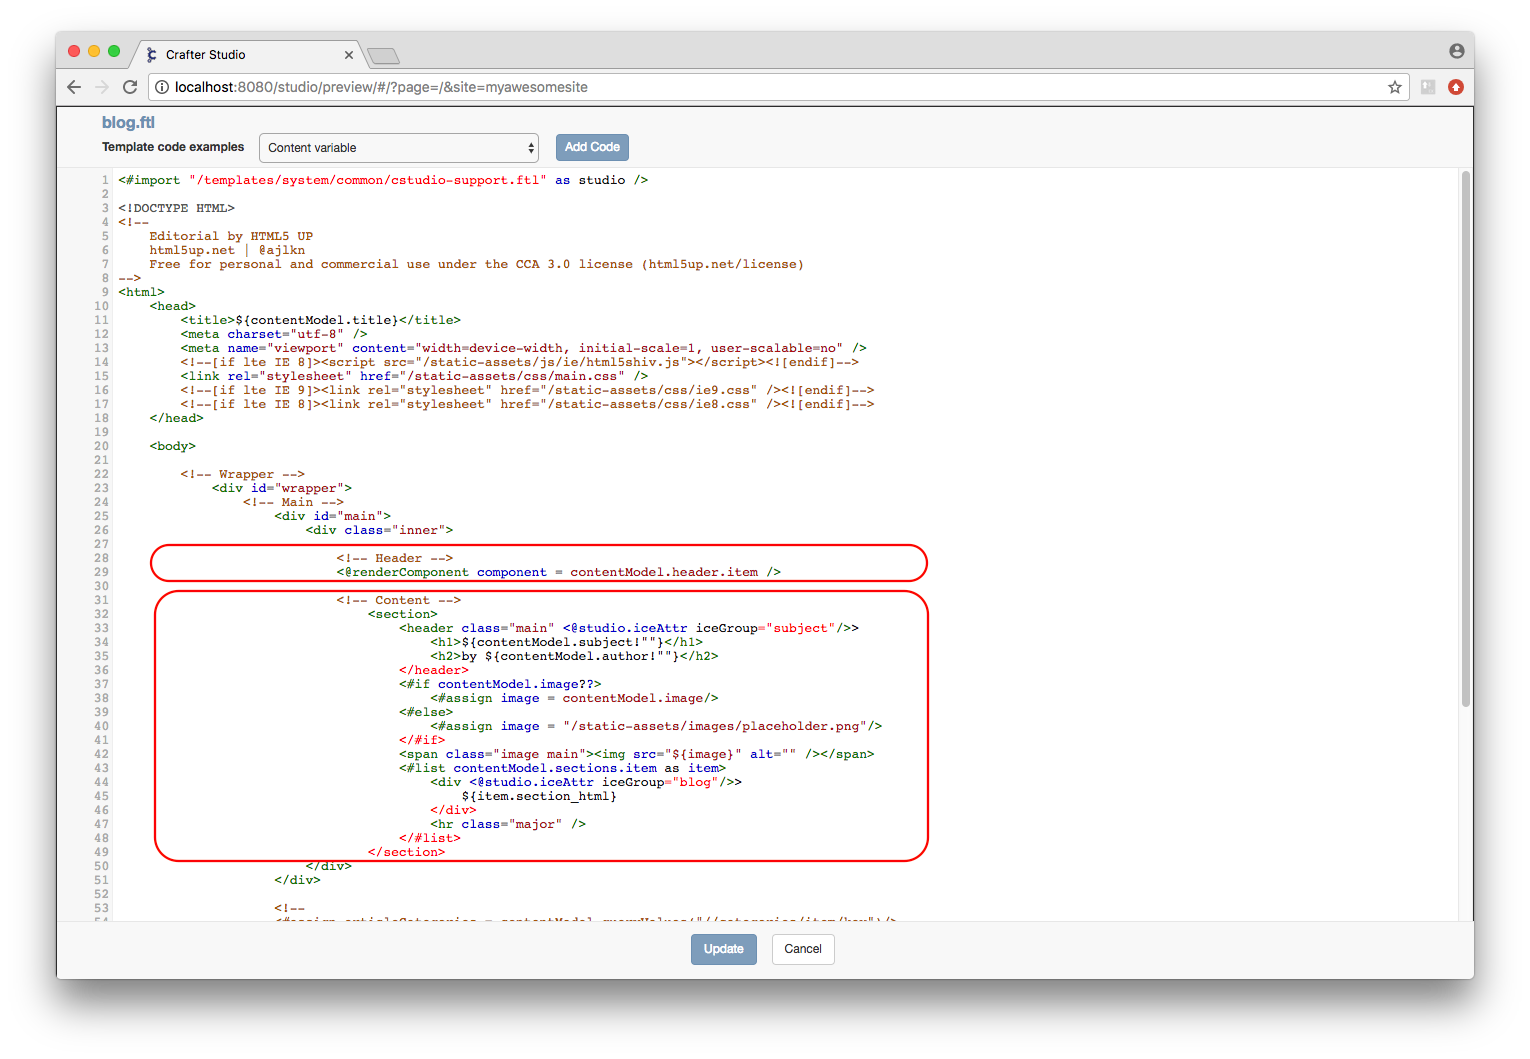 Crafter Studio
localhost:8080/studio/preview/#/?page=/&site=myawesomesite
blog.ftl
Template code examples Content variable Add Code
1 <#import "/templates/system/common/cstudio-support.ftl" as studio />
2
3 <!DOCTYPE HTML>
4 <!--
5 Editorial by HTML5 UP
6 html5up.net | @ajlkn
7 Free for personal and commercial use under the CCA 3.0 license (html5up.net/license)
8 -->
9 <html>
10 <head>
11 <title>${contentModel.title}</title>
12 <meta charset="utf-8" />
13 <meta name="viewport" content="width=device-width, initial-scale=1, user-scalable=no" />
14 <!--[if lte IE 8]><script src="/static-assets/js/ie/html5shiv.js"></script><![endif]-->
15 <link rel="stylesheet" href="/static-assets/css/main.css" />
16 <!--[if lte IE 9]><link rel="stylesheet" href="/static-assets/css/ie9.css" /><![endif]-->
17 <!--[if lte IE 8]><link rel="stylesheet" href="/static-assets/css/ie8.css" /><![endif]-->
18 </head>
19
20 <body>
21
22 <!-- Wrapper -->
23 <div id="wrapper">
24 <!-- Main -->
25 <div id="main">
26 <div class="inner">
27
28 <!-- Header -->
29 <@renderComponent component = contentModel.header.item />
30
31 <!-- Content -->
32 <section>
33 <header class="main" <@studio.iceAttr iceGroup="subject"/>>
34 <h1>${contentModel.subject!""}</h1>
35 <h2>by ${contentModel.author!""}</h2>
36 </header>
37 <#if contentModel.image??>
38 <#assign image = contentModel.image/>
39 <#else>
40 <#assign image = "/static-assets/images/placeholder.png"/>
41 </#if>
42 <span class="image main"><img src="${image}" alt="" /></span>
43 <#list contentModel.sections.item as item>
44 <div <@studio.iceAttr iceGroup="blog"/>>
45 ${item.section_html}
46 </div>
47 <hr class="major" />
48 </#list>
49 </section>
50 </div>
51 </div>
52
53 <!--
54 <#assign articleCategories = contentModel.queryValues("//categories/item/key")/>
Update Cancel